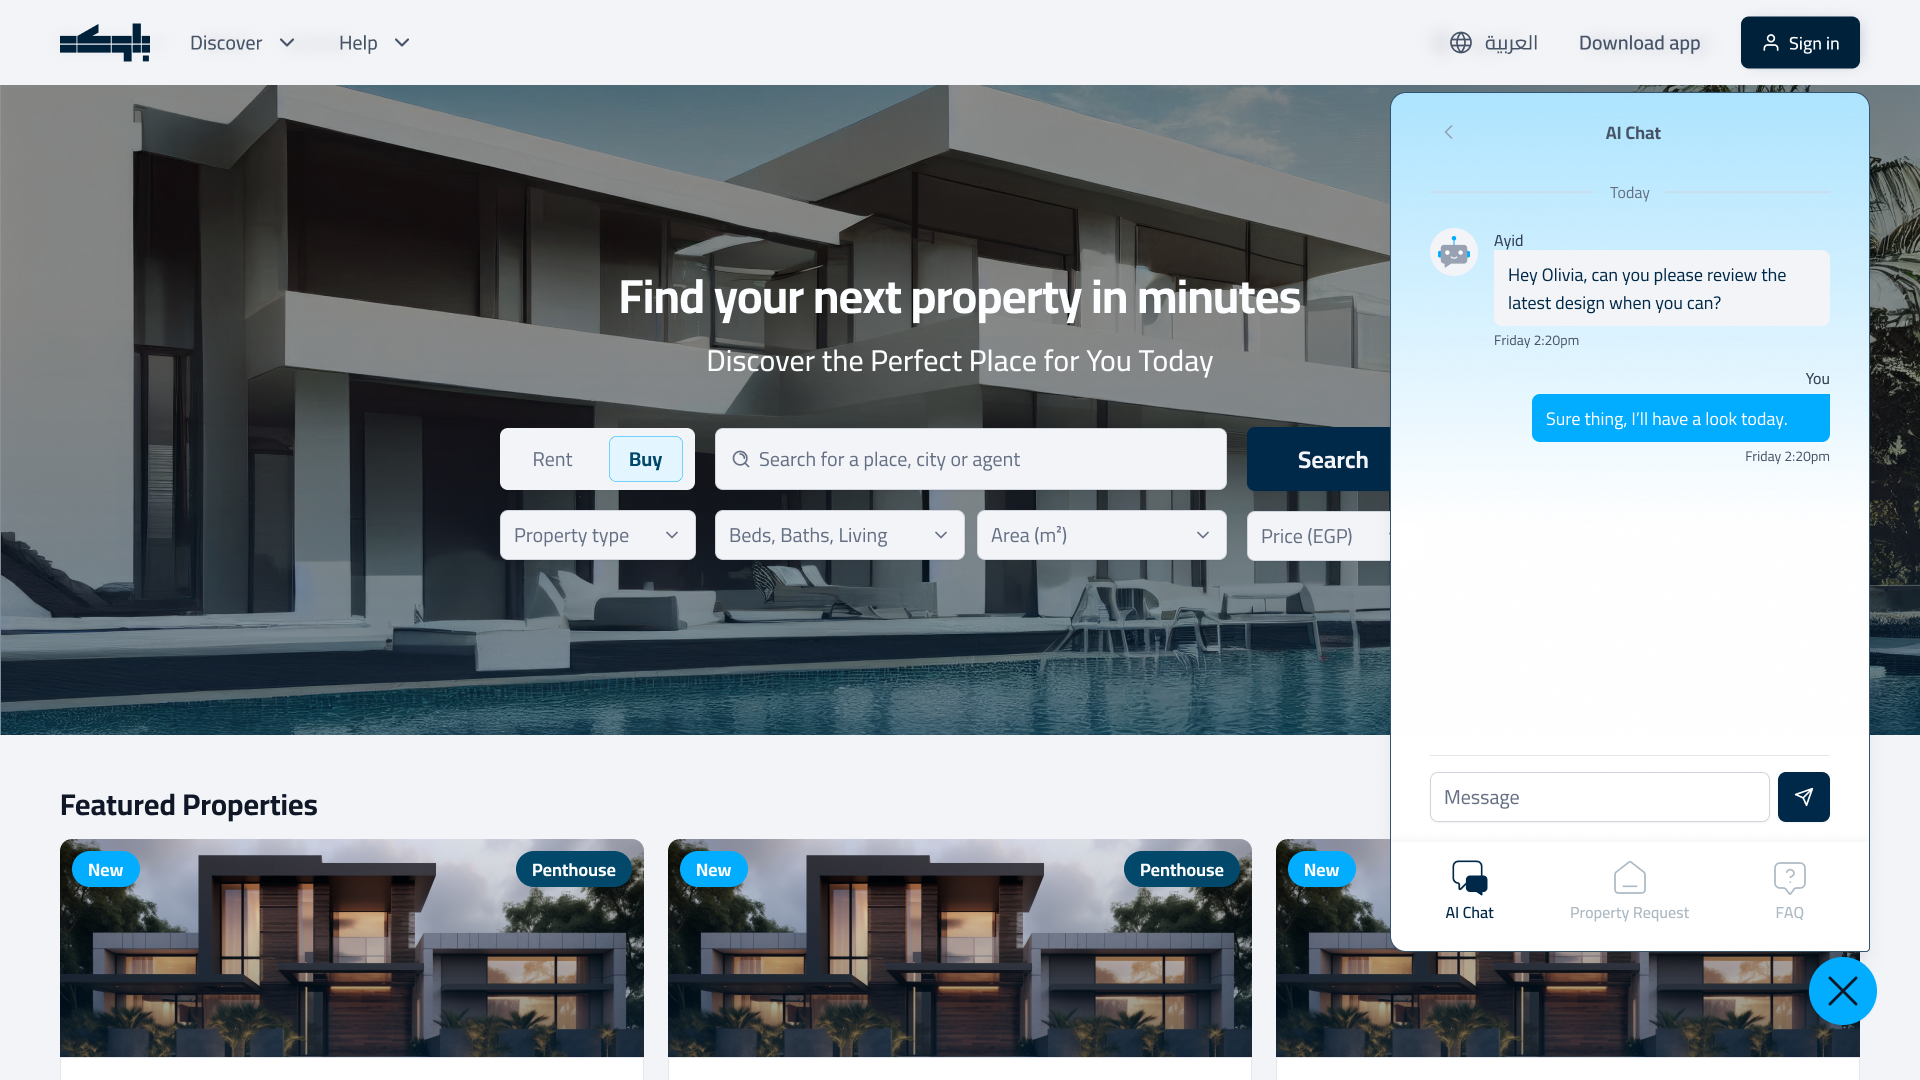 Discover
Help
العربية
Download app
Sign in
Find your next property in minutes
Discover the Perfect Place for You Today
Rent
Buy
Search for a place, city or agent
Search
Property type
Beds, Baths, Living
Area (m²)
Price (EGP)
AI Chat
Today
Ayid
Hey Olivia, can you please review the
latest design when you can?
Friday 2:20pm
You
Sure thing, I'll have a look today.
Friday 2:20pm
Message
AI Chat
Property Request
FAQ
Featured Properties
New
Penthouse
New
Penthouse
New